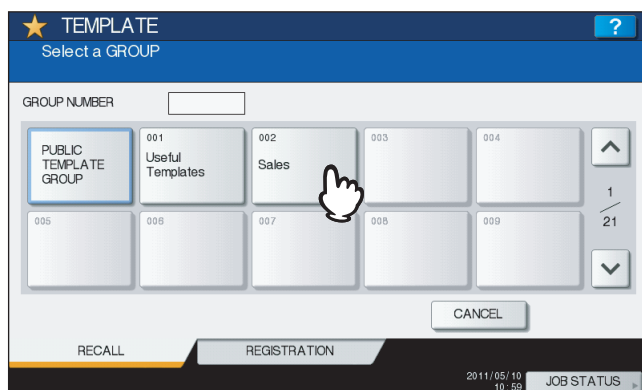 TEMPLATE
?
Select a GROUP
GROUP NUMBER
PUBLIC
TEMPLATE
GROUP
001
Useful
Templates
002
Sales
003
004
1
21
005
006
007
008
009
CANCEL
RECALL
REGISTRATION
2011/05/10
10:59
JOB STATUS